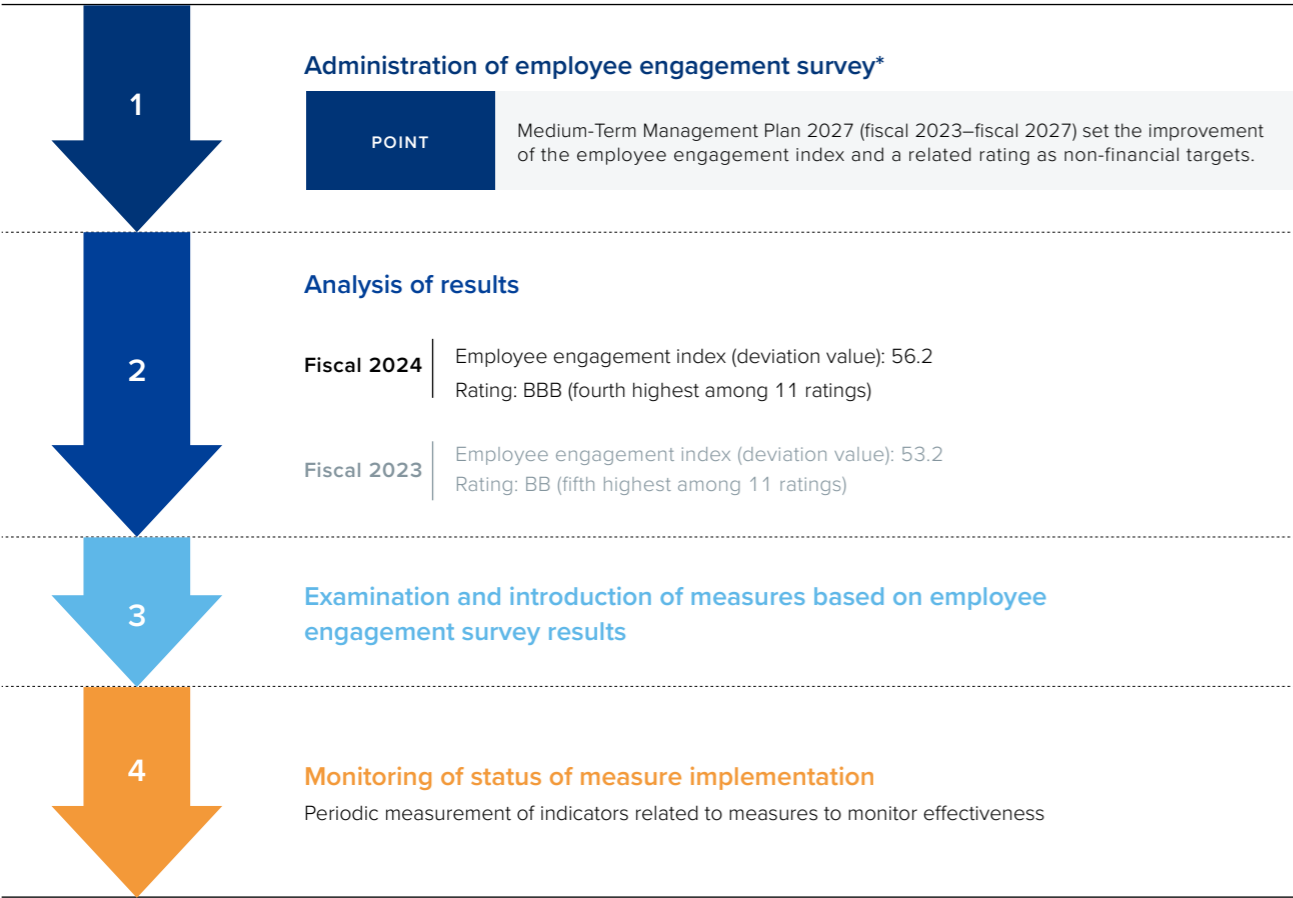 1
Administration of employee engagement survey*
POINT
Medium-Term Management Plan 2027 (fiscal 2023–fiscal 2027) set the improvement
of the employee engagement index and a related rating as non-financial targets.
2
Analysis of results
Fiscal 2024
Employee engagement index (deviation value): 56.2
Rating: BBB (fourth highest among 11 ratings)
Fiscal 2023
Employee engagement index (deviation value): 53.2
Rating: BB (fifth highest among 11 ratings)
3
Examination and introduction of measures based on employee
engagement survey results
4
Monitoring of status of measure implementation
Periodic measurement of indicators related to measures to monitor effectiveness